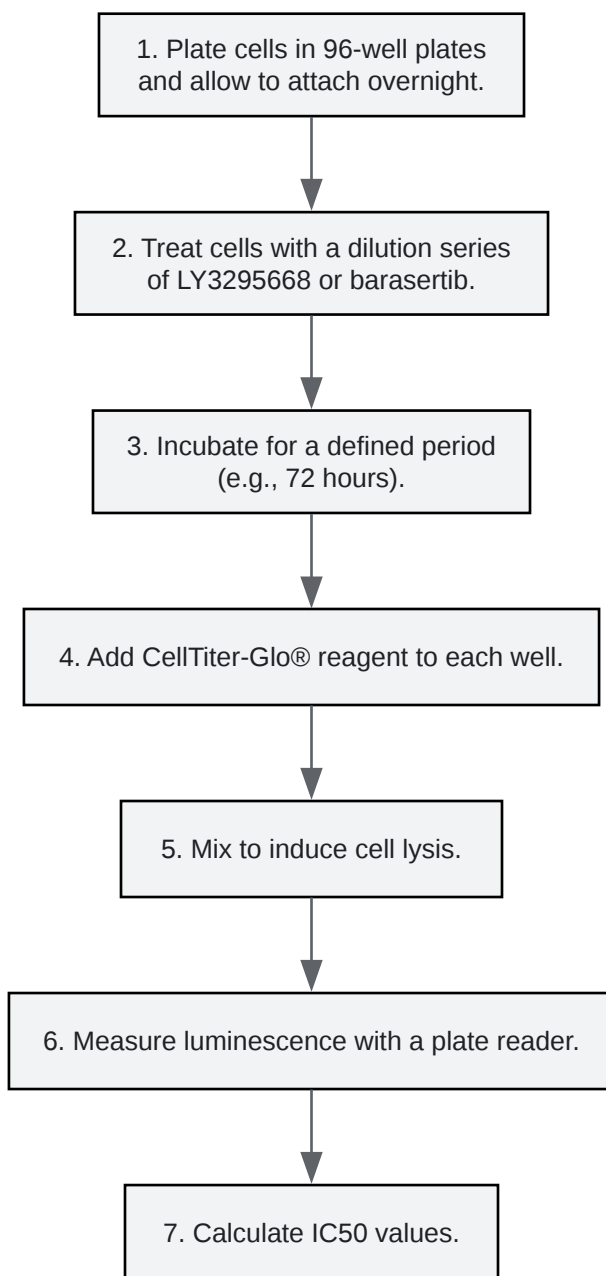 1. Plate cells in 96-well plates
and allow to attach overnight.
2. Treat cells with a dilution series
of LY3295668 or barasertib.
3. Incubate for a defined period
(e.g., 72 hours).
4. Add CellTiter-Glo® reagent to each well.
5. Mix to induce cell lysis.
6. Measure luminescence with a plate reader.
7. Calculate IC50 values.